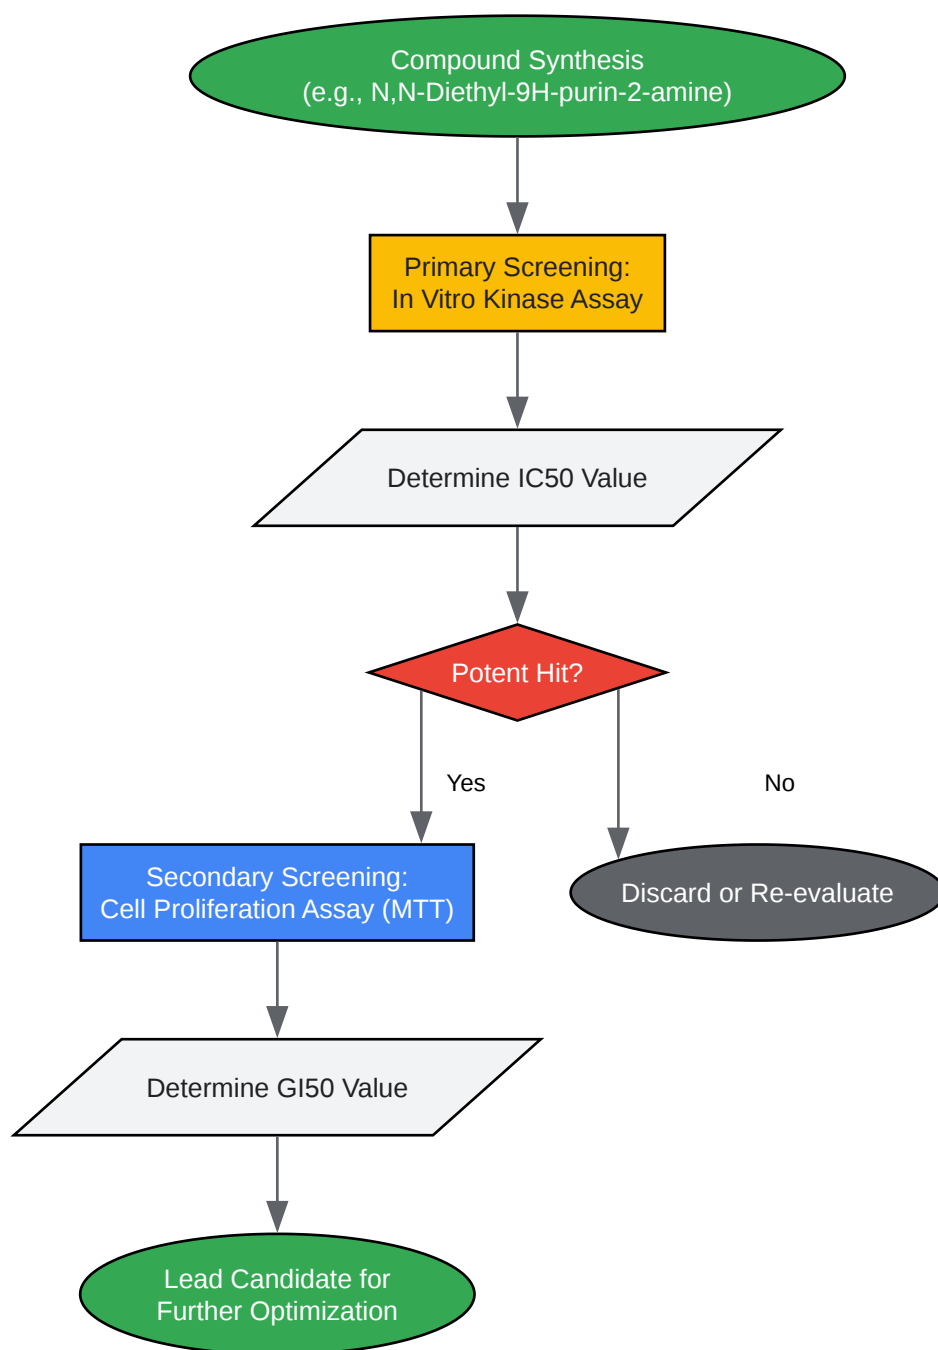 Compound Synthesis
(e.g., N,N-Diethyl-9H-purin-2-amine)
Primary Screening:
In Vitro Kinase Assay
Determine IC50 Value
Potent Hit?
Yes
No
Secondary Screening:
Cell Proliferation Assay (MTT)
Discard or Re-evaluate
Determine GI50 Value
Lead Candidate for
Further Optimization